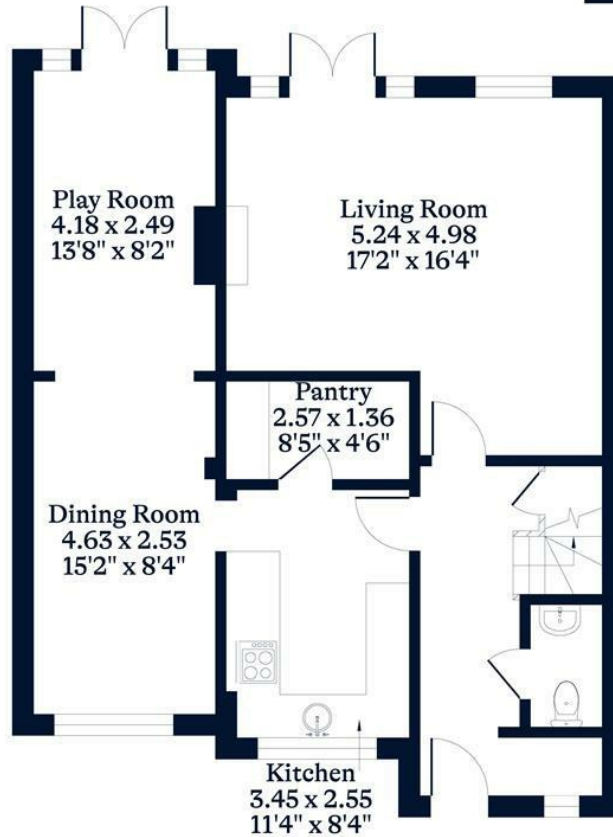 Play Room
4.18 x 2.49
13'8" x 8'2"
Living Room
5.24 x 4.98
17'2" x 16'4"
Pantry
2.57 x 1.36
8'5" x 4'6"
Dining Room
4.63 x 2.53
15'2" x 8'4"
Kitchen
3.45 x 2.55
11'4" x 8'4"